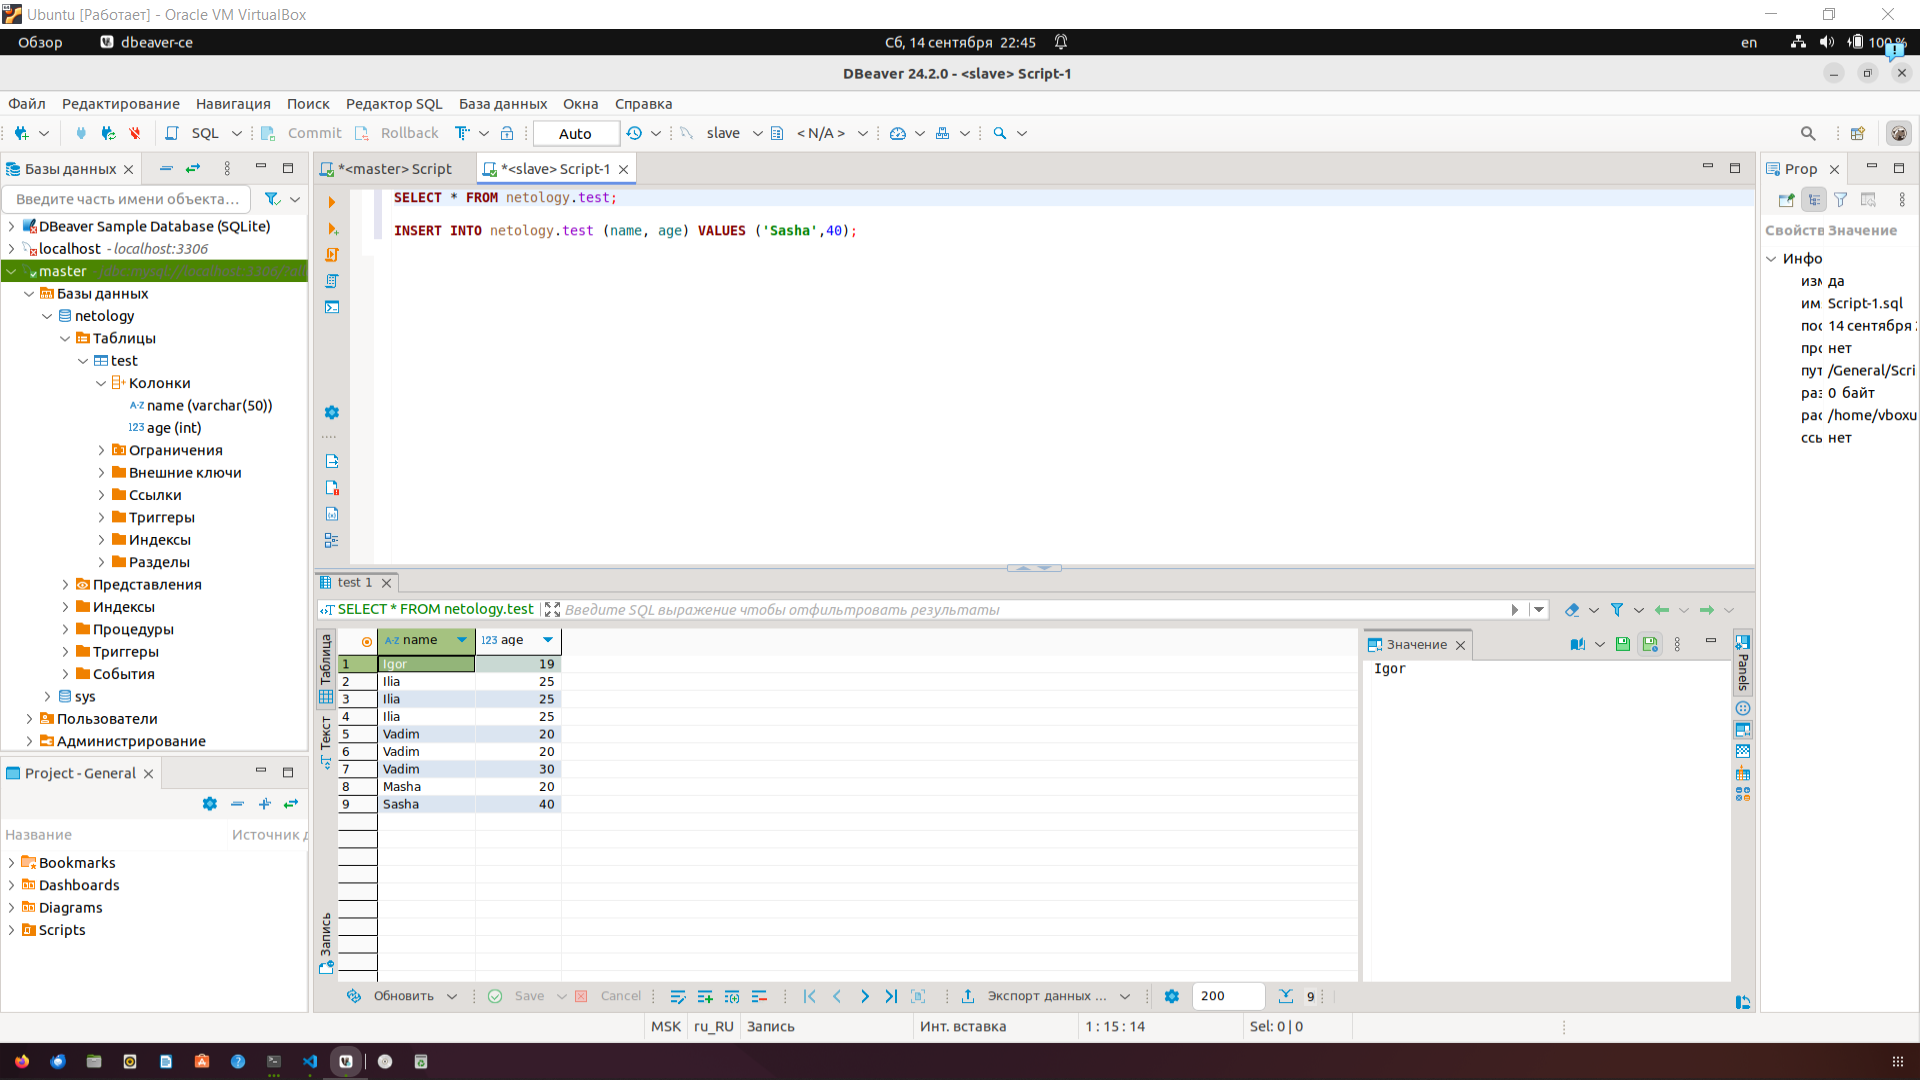 Ubuntu [Работает] - Oracle VM VirtualBox
Обзор dbeaver-ce Сб, 14 сентября 22:45 en 100 %
DBeaver 24.2.0 - <slave> Script-1
Файл Редактирование Навигация Поиск Редактор SQL База данных Окна Справка
SQL Commit Rollback Auto slave < N/A >
Базы данных
Введите часть имени объекта...
DBeaver Sample Database (SQLite)
localhost - localhost:3306
master
Базы данных
netology
Таблицы
test
Колонки
A-Z name (varchar(50))
123 age (int)
Ограничения
Внешние ключи
Ссылки
Триггеры
Индексы
Разделы
Представления
Индексы
Процедуры
Триггеры
События
sys
Пользователи
Администрирование
Project - General
Название Источник д
Bookmarks
Dashboards
Diagrams
Scripts
*<master> Script *<slave> Script-1
SELECT * FROM netology.test;
INSERT INTO netology.test (name, age) VALUES ('Sasha',40);
test 1
SELECT * FROM netology.test Введите SQL выражение чтобы отфильтровать результаты
Таблица
Текст
Запись
A-Z name 123 age
1 Igor 19
2 Ilia 25
3 Ilia 25
4 Ilia 25
5 Vadim 20
6 Vadim 20
7 Vadim 30
8 Masha 20
9 Sasha 40
Значение
Igor
Panels
Обновить Save Cancel Экспорт данных ... 200 9
MSK ru_RU Запись Инт. вставка 1 : 15 : 14 Sel: 0 | 0
Prop
Свойств Значение
Инфо
изм да
им Script-1.sql
пос 14 сентября
прс нет
пут /General/Scri
раз 0 байт
рас /home/vboxu
ссы нет